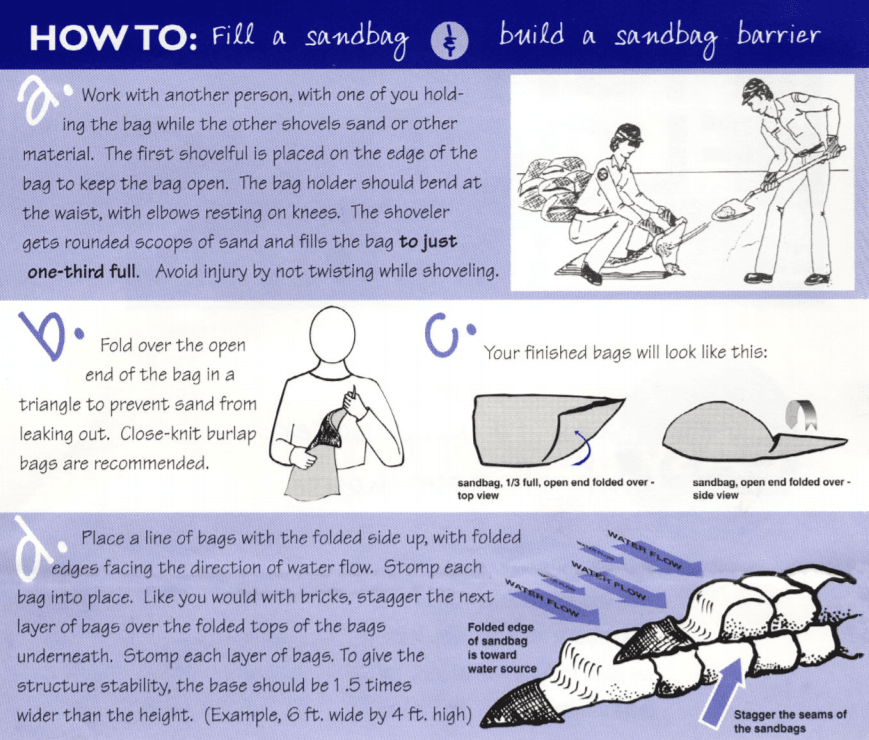 HOW TO: Fill a sandbag & build a sandbag barrier
a. Work with another person, with one of you hold-
ing the bag while the other shovels sand or other
material. The first shovelful is placed on the edge of the
bag to keep the bag open. The bag holder should bend at
the waist, with elbows resting on knees. The shoveler
gets rounded scoops of sand and fills the bag to just
one-third full. Avoid injury by not twisting while shoveling.
b. Fold over the open
end of the bag in a
triangle to prevent sand from
leaking out. Close-knit burlap
bags are recommended.
c. Your finished bags will look like this:
sandbag, 1/3 full, open end folded over -
top view
sandbag, open end folded over -
side view
d. Place a line of bags with the folded side up, with folded
edges facing the direction of water flow. Stomp each
bag into place. Like you would with bricks, stagger the next
layer of bags over the folded tops of the bags
underneath. Stomp each layer of bags. To give the
structure stability, the base should be 1 .5 times
wider than the height. (Example, 6 ft. wide by 4 ft. high)
WATER FLOW
WATER FLOW
WATER FLOW
Folded edge
of sandbag
is toward
water source
Stagger the seams of
the sandbags